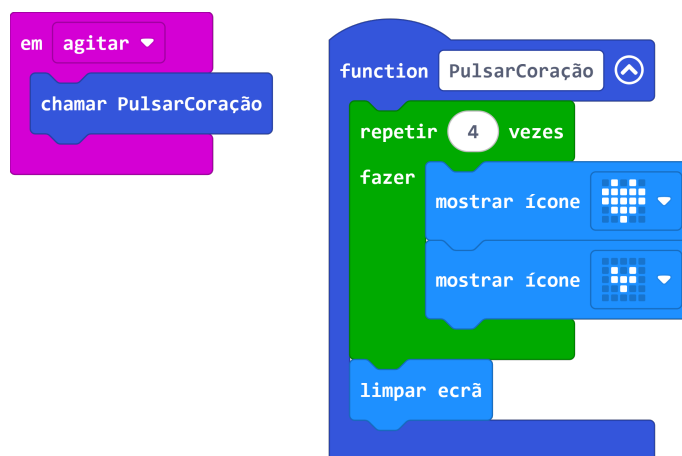 em agitar
chamar PulsarCoração
function PulsarCoração
repetir 4 vezes
fazer
mostrar ícone
mostrar ícone
limpar ecrã